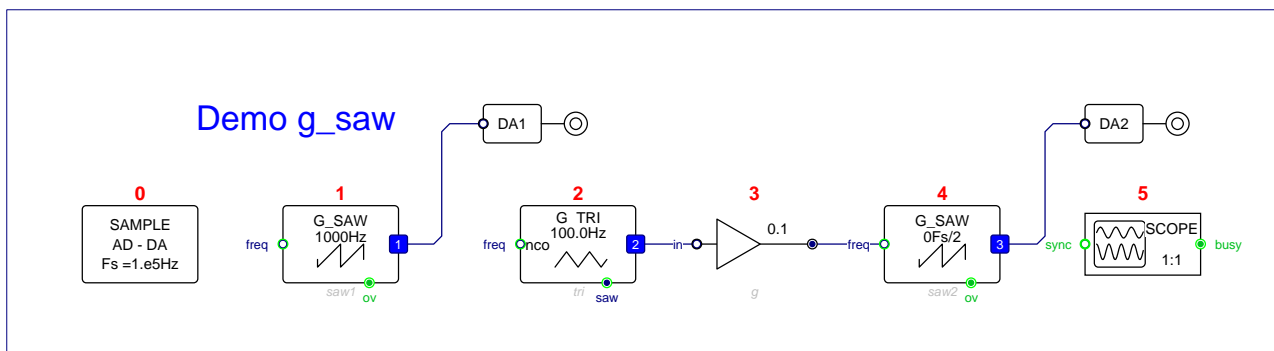 Demo g_saw
DA1
DA2
0
1
2
3
4
5
SAMPLE
AD - DA
Fs =1.e5Hz
freq
G_SAW
1000Hz
1
saw1
ov
freq
nco
G TRI
100.0Hz
2
tri
saw
in
0.1
g
freq
G_SAW
0Fs/2
3
saw2
ov
sync
SCOPE
1:1
busy